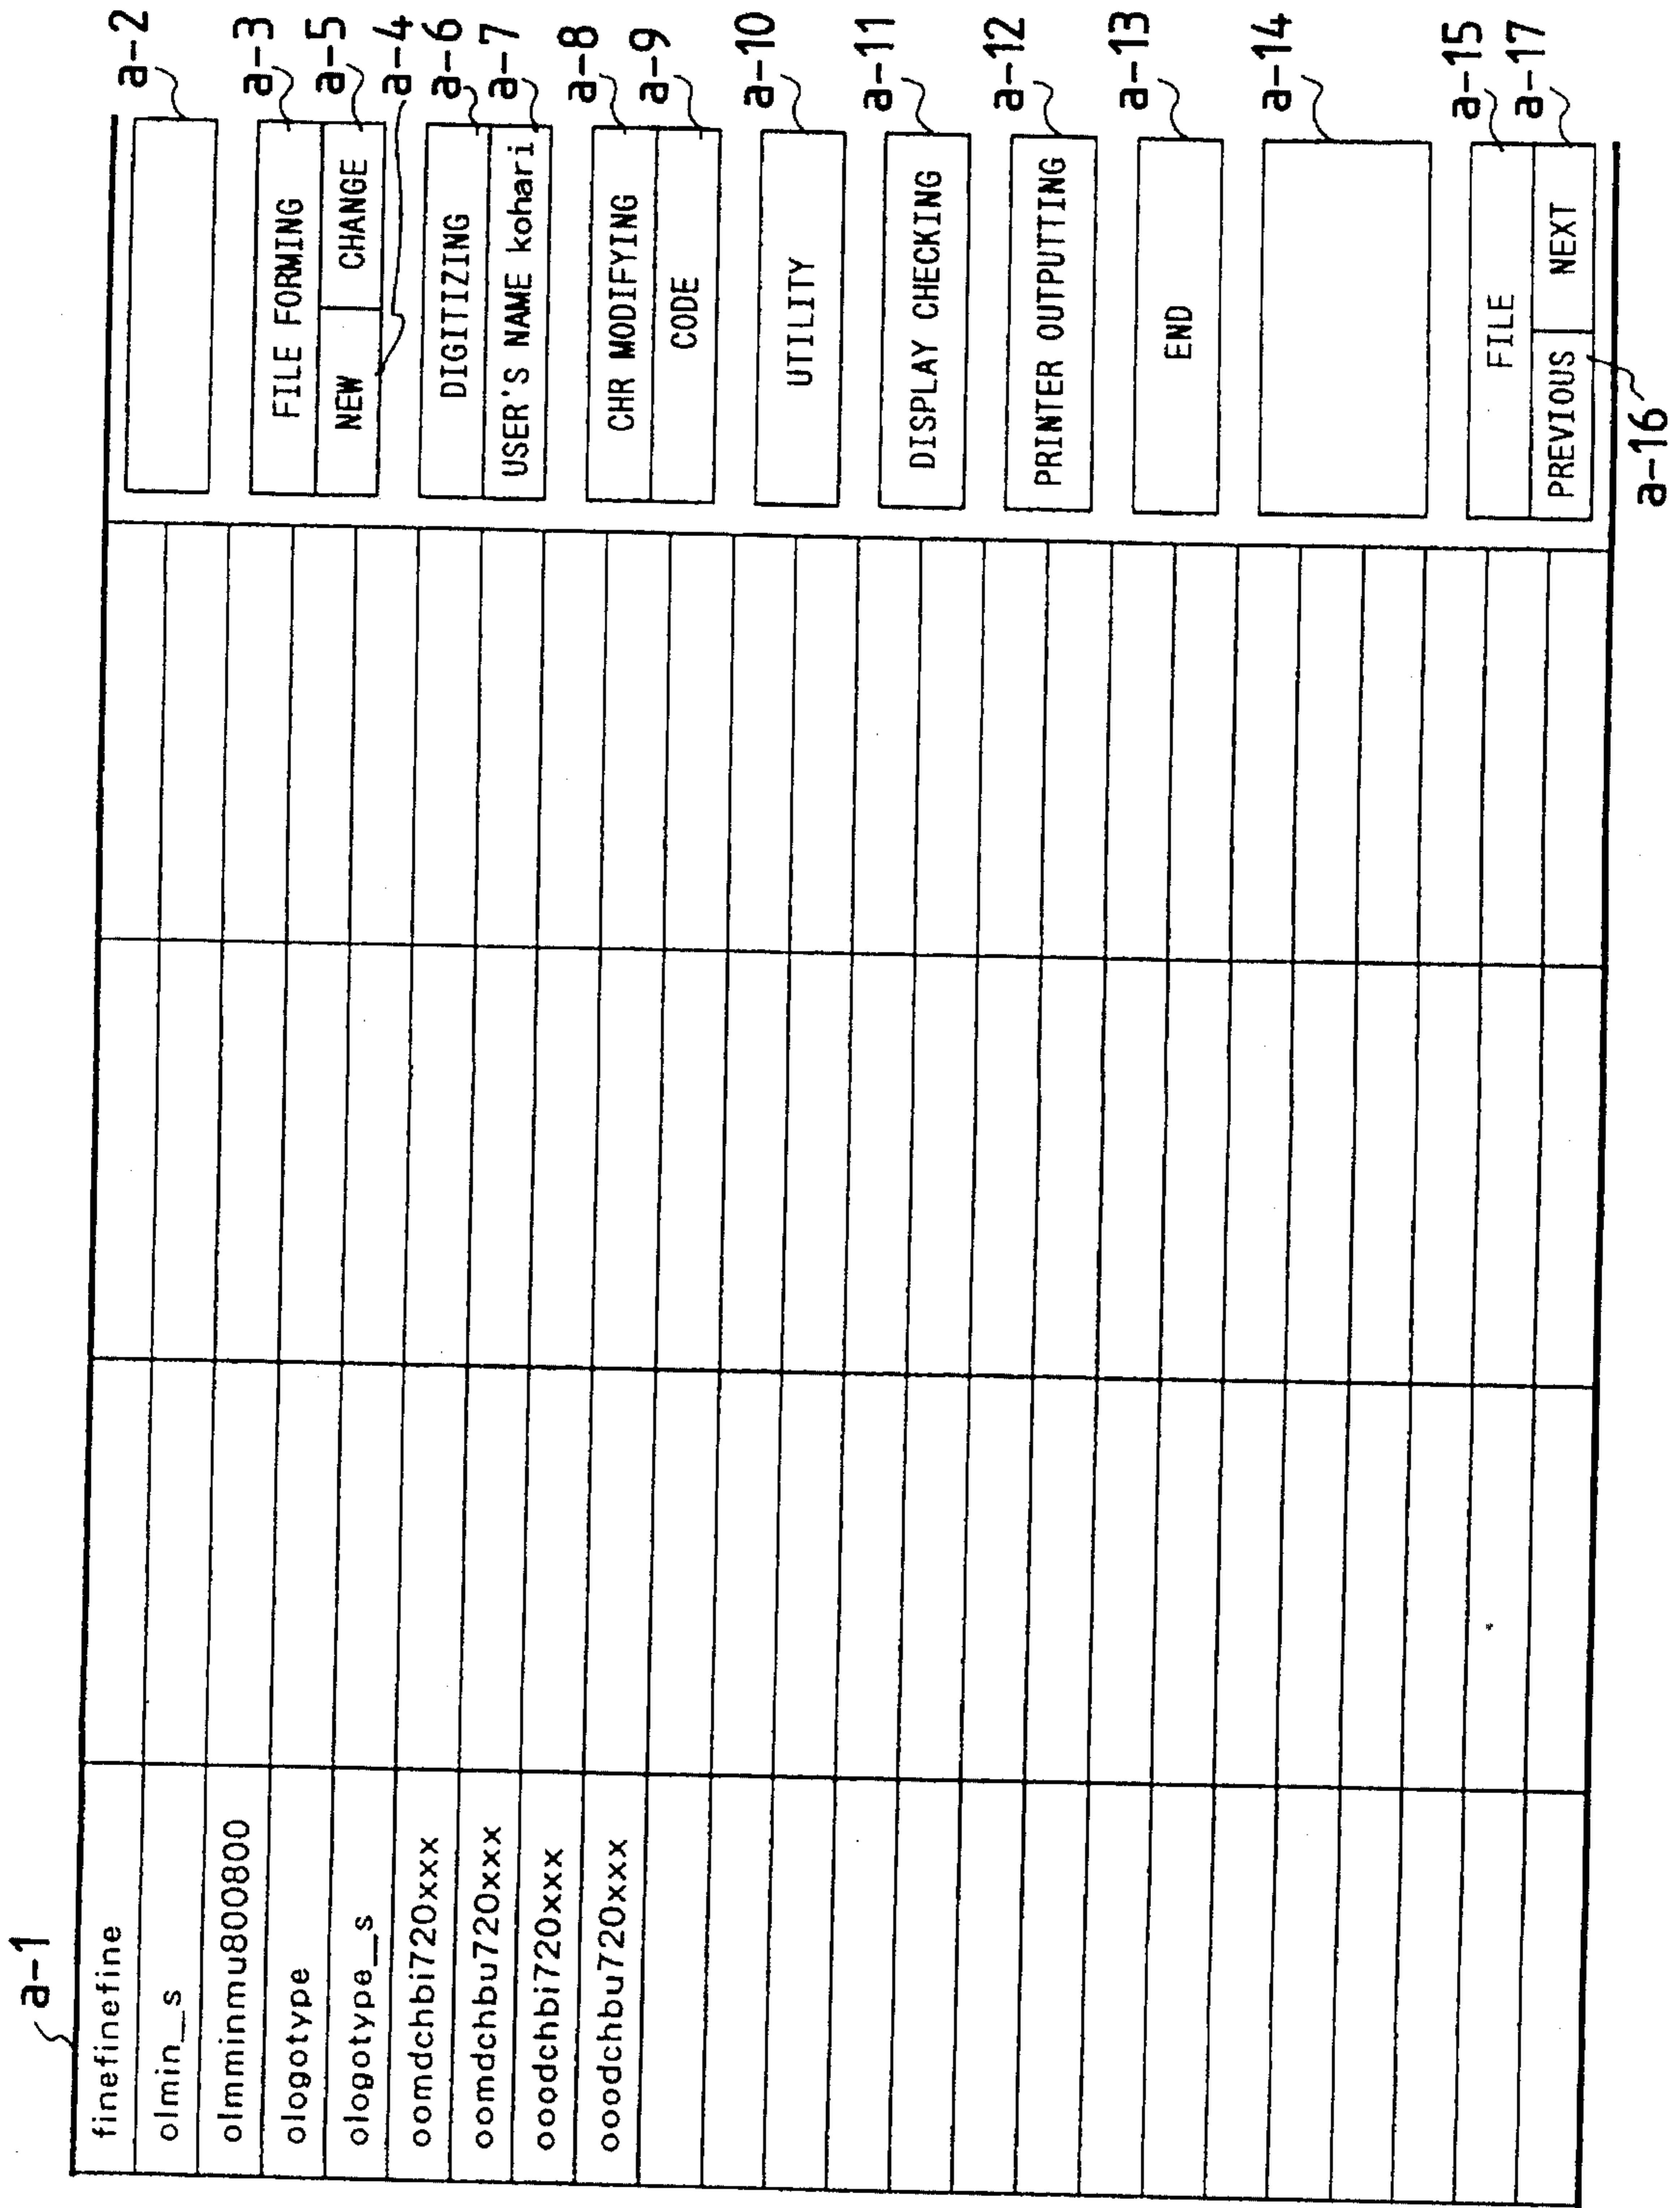 a-1
finefinefine
olmin_s
olmminmu800800
ologotype
ologotype_s
oomdchbi720xxx
oomdchbu720xxx
ooodchbi720xxx
ooodchbu720xxx
a-2
FILE FORMING a-3
NEW CHANGE a-5
a-4
DIGITIZING a-6
USER'S NAME kohari a-7
CHR MODIFYING a-8
CODE a-9
UTILITY a-10
DISPLAY CHECKING a-11
PRINTER OUTPUTTING a-12
END a-13
a-14
FILE a-15
PREVIOUS NEXT a-17
a-16